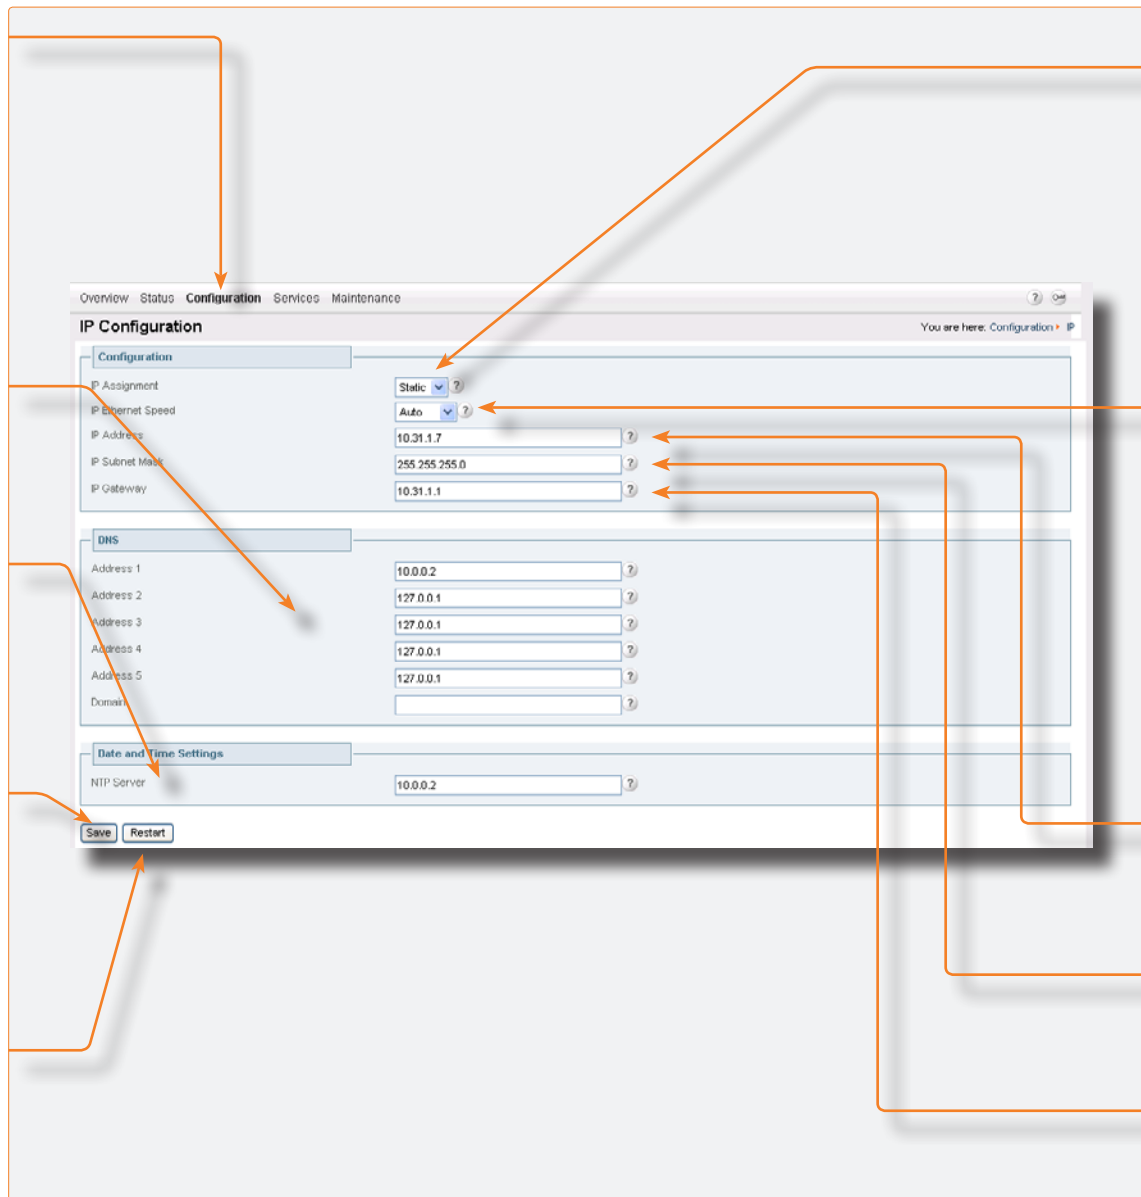 Overview Status Configuration Services Maintenance ?
IP Configuration You are here: Configuration IP
Configuration
IP Assignment Static ?
IP Ethernet Speed Auto ?
IP Address 10.31.1.7 ?
IP Subnet Mask 255.255.255.0 ?
IP Gateway 10.31.1.1 ?
DNS
Address 1 10.0.0.2 ?
Address 2 127.0.0.1 ?
Address 3 127.0.0.1 ?
Address 4 127.0.0.1 ?
Address 5 127.0.0.1 ?
Domain ?
Date and Time Settings
NTP Server 10.0.0.2 ?
Save Restart